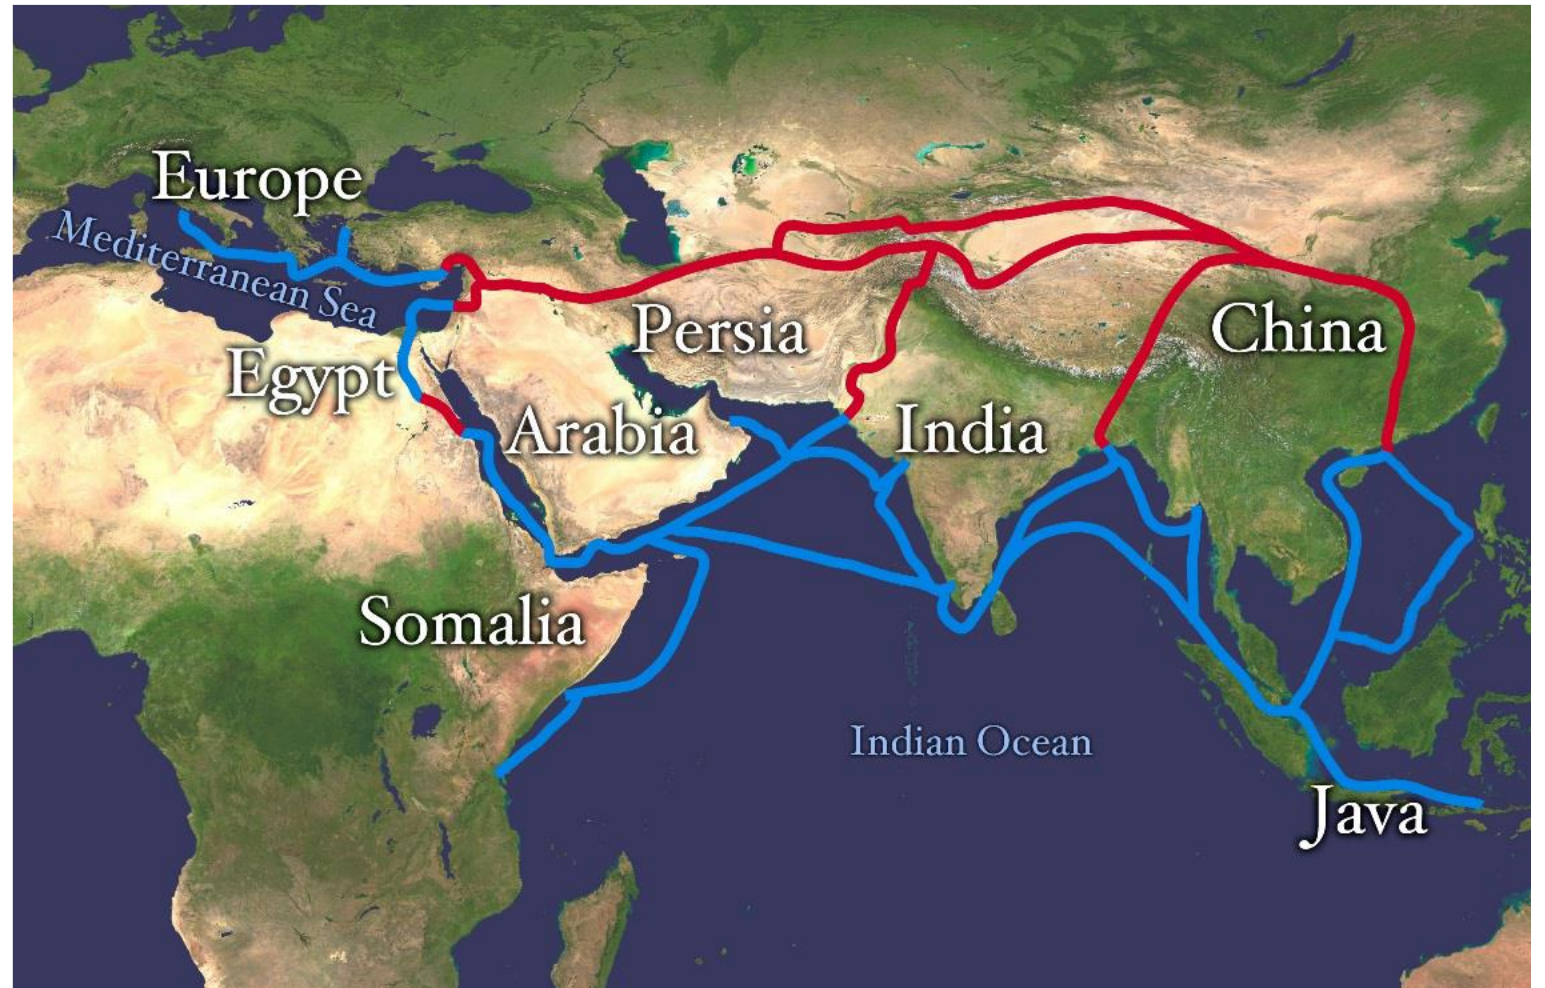 Europe
Mediterranean Sea
Persia
China
Egypt
Arabia
India
Somalia
Indian Ocean
Java